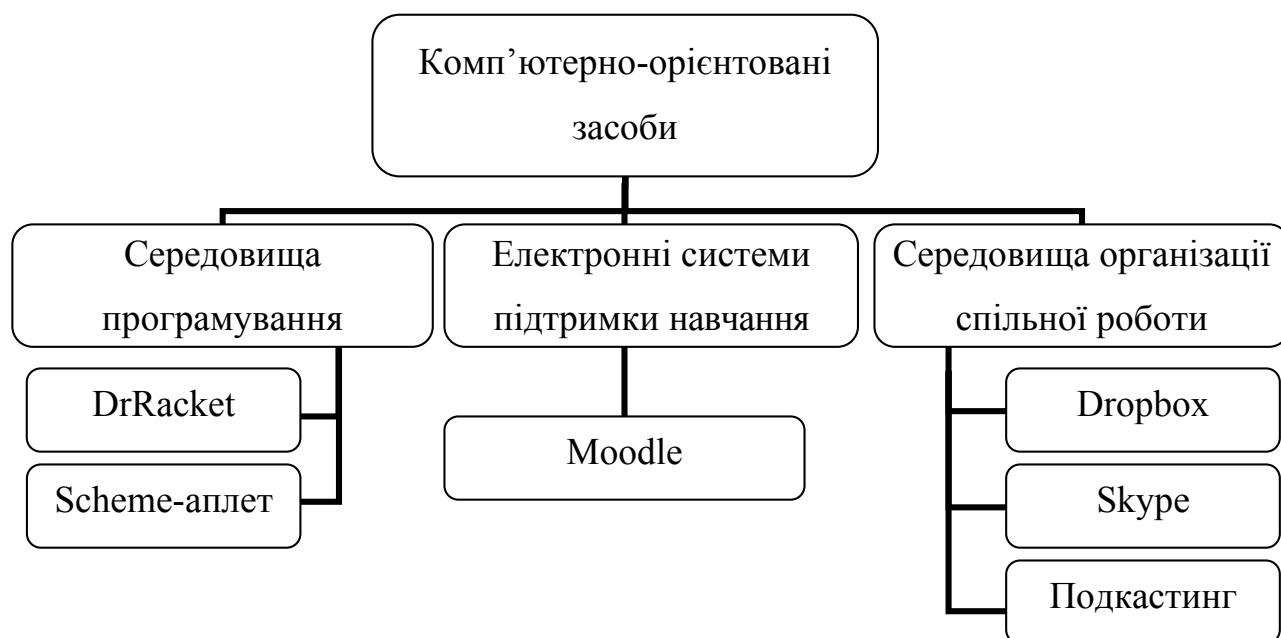 Комп’ютерно-орієнтовані
засоби
Середовища
програмування
Електронні системи
підтримки навчання
Середовища організації
спільної роботи
DrRacket
Scheme-аплет
Moodle
Dropbox
Skype
Подкастинг